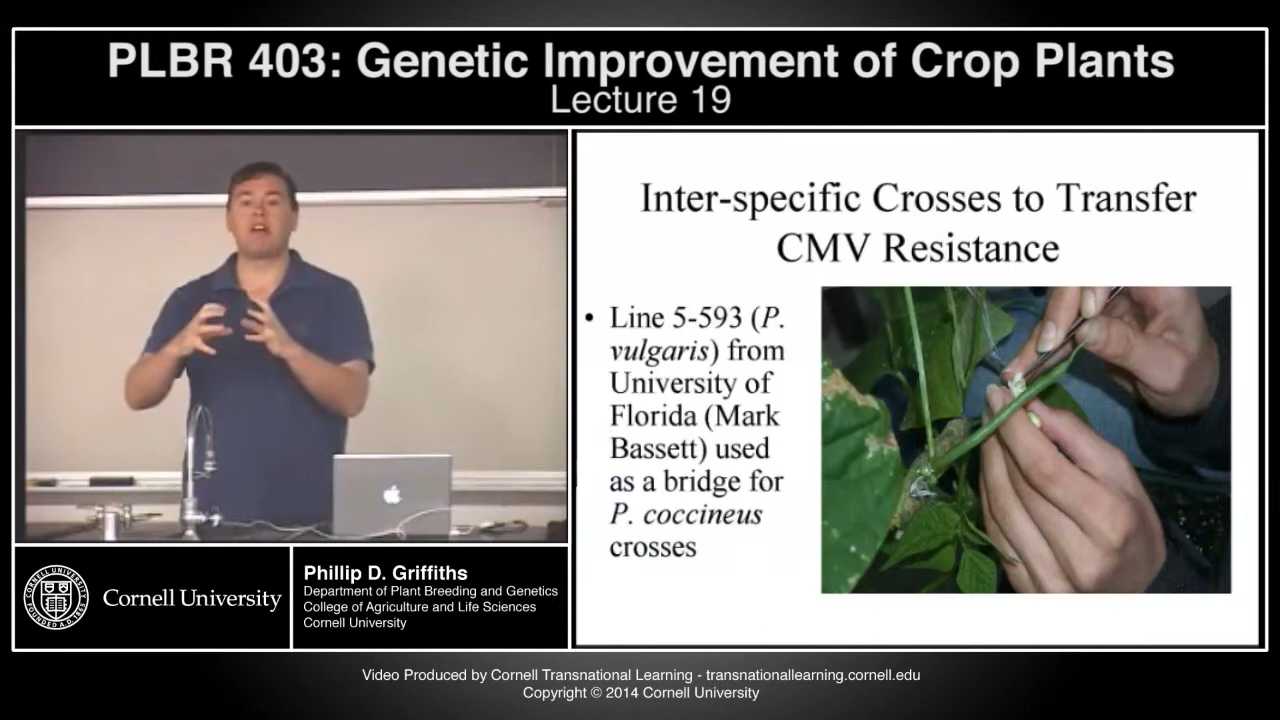 PLBR 403: Genetic Improvement of Crop Plants
Lecture 19
Inter-specific Crosses to Transfer
CMV Resistance
• Line 5-593 (P.
vulgaris) from
University of
Florida (Mark
Bassett) used
as a bridge for
P. coccineus
crosses
Cornell University
Phillip D. Griffiths
Department of Plant Breeding and Genetics
College of Agriculture and Life Sciences
Cornell University
Video Produced by Cornell Transnational Learning - transnationallearning.cornell.edu
Copyright © 2014 Cornell University